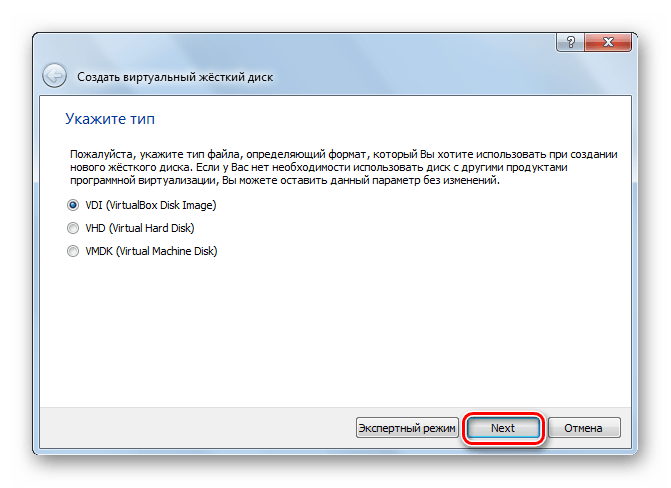 ?
Создать виртуальный жёсткий диск
Укажите тип
Пожалуйста, укажите тип файла, определяющий формат, который Вы хотите использовать при создании
нового жёсткого диска. Если у Вас нет необходимости использовать диск с другими продуктами
программной виртуализации, Вы можете оставить данный параметр без изменений.
VDI (VirtualBox Disk Image)
VHD (Virtual Hard Disk)
VMDK (Virtual Machine Disk)
Экспертный режим Next Отмена